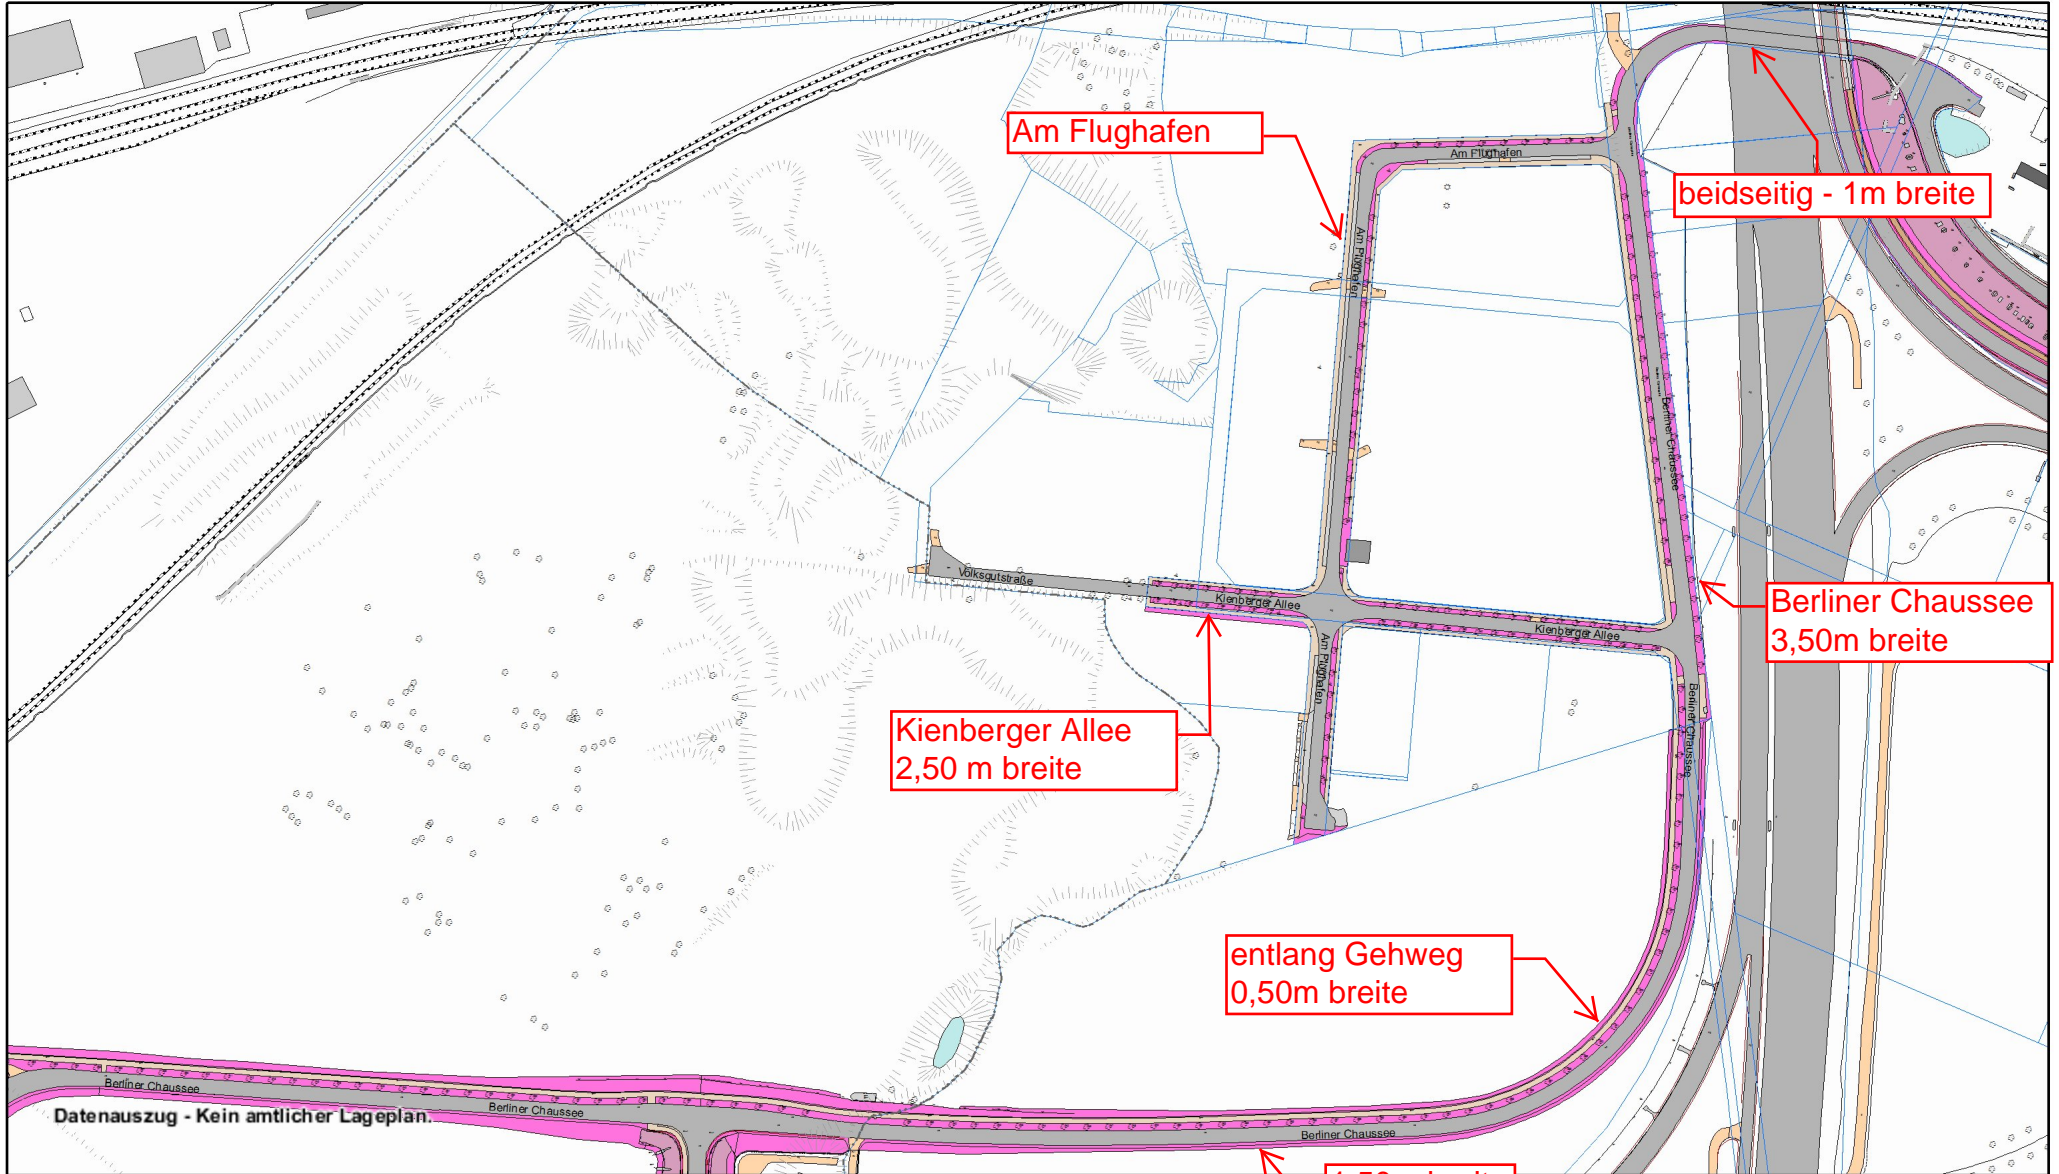 Am Flughafen
Am Flughafen
beidseitig - 1m breite
Am Flughafen
Berliner Chaussee
Volksgutstraße
Kienberger Allee
Kienberger Allee
Berliner Chaussee
3,50m breite
Am Flughafen
Berliner Chaussee
Kienberger Allee
2,50 m breite
entlang Gehweg
0,50m breite
Berliner Chaussee
Berliner Chaussee
Datenauszug - Kein amtlicher Lageplan.
Berliner Chaussee